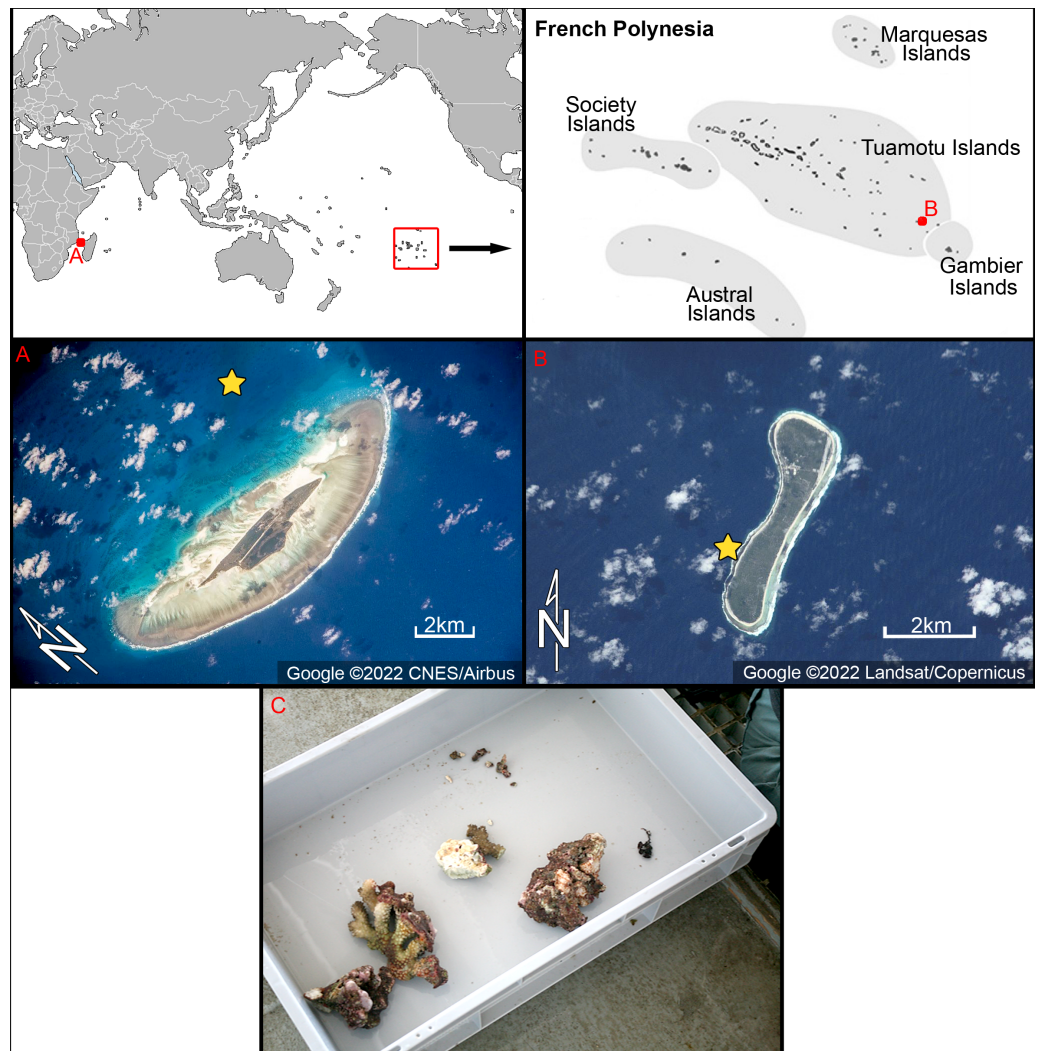 French Polynesia
Marquesas
Islands
Society
Islands
Tuamotu Islands
B
A
Gambier
Islands
Austral
Islands
A
B
N
2km
Google ©2022 CNES/Airbus
N
2km
Google ©2022 Landsat/Copernicus
C